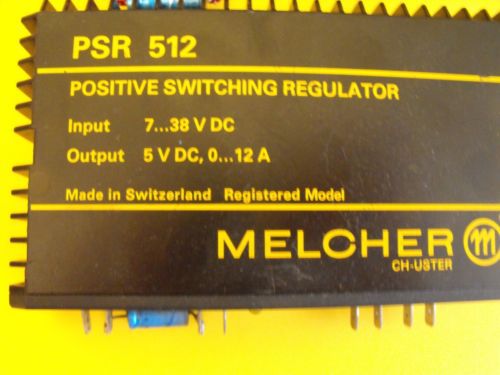 PSR 512
POSITIVE SWITCHING REGULATOR
Input 7...38 V DC
Output 5 V DC, 0...12 A
Made in Switzerland Registered Model
MELCHER m
CH-USTER